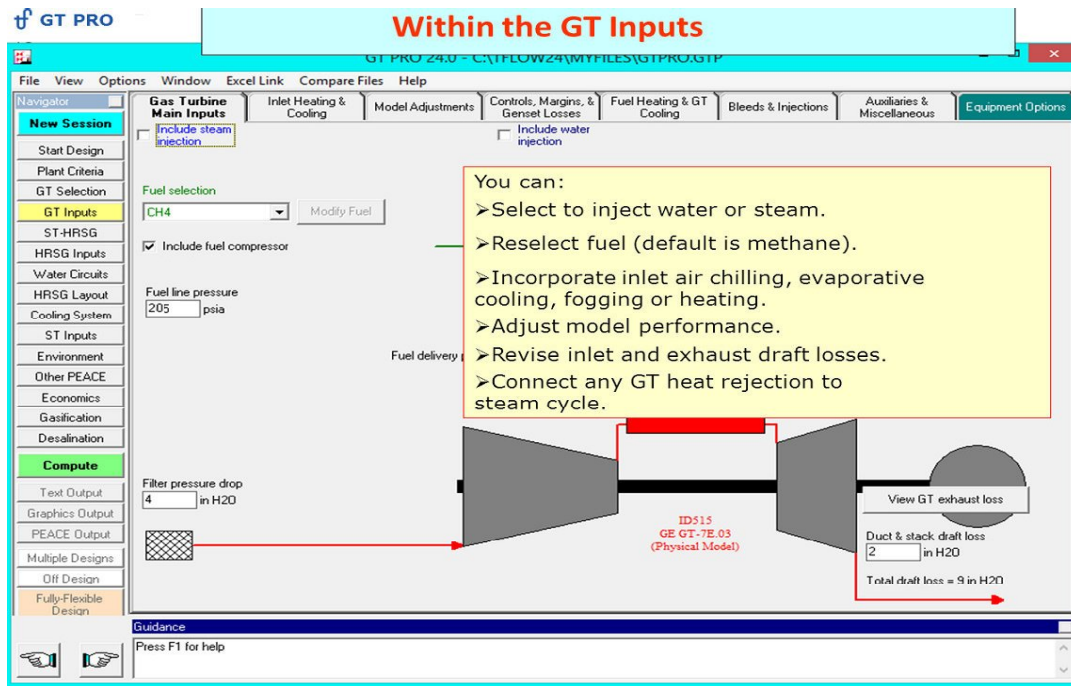 GT PRO
Within the GT Inputs
GT PRO 24.0 - C:\TFLOW24\MYFILES\GTPRO.GTP
File View Options Window Excel Link Compare Files Help
Navigator
New Session
Start Design
Plant Criteria
GT Selection
GT Inputs
ST-HRSG
HRSG Inputs
Water Circuits
HRSG Layout
Cooling System
ST Inputs
Environment
Other PEACE
Economics
Gasification
Desalination
Compute
Text Output
Graphics Output
PEACE Output
Multiple Designs
Off Design
Fully-Flexible
Design
Gas Turbine
Main Inputs
Inlet Heating &
Cooling
Model Adjustments
Controls, Margins, &
Genset Losses
Fuel Heating & GT
Cooling
Bleeds & Injections
Auxiliaries &
Miscellaneous
Equipment Options
Include steam
injection
Include water
injection
Fuel selection
CH4
Modify Fuel
Include fuel compressor
Fuel line pressure
205 psia
Fuel delivery
You can:
➢Select to inject water or steam.
➢Reselect fuel (default is methane).
➢Incorporate inlet air chilling, evaporative
cooling, fogging or heating.
➢Adjust model performance.
➢Revise inlet and exhaust draft losses.
➢Connect any GT heat rejection to
steam cycle.
Filter pressure drop
4 in H2O
ID515
GE GT-7E.03
(Physical Model)
View GT exhaust loss
Duct & stack draft loss
2 in H2O
Total draft loss = 9 in H2O
Guidance
Press F1 for help